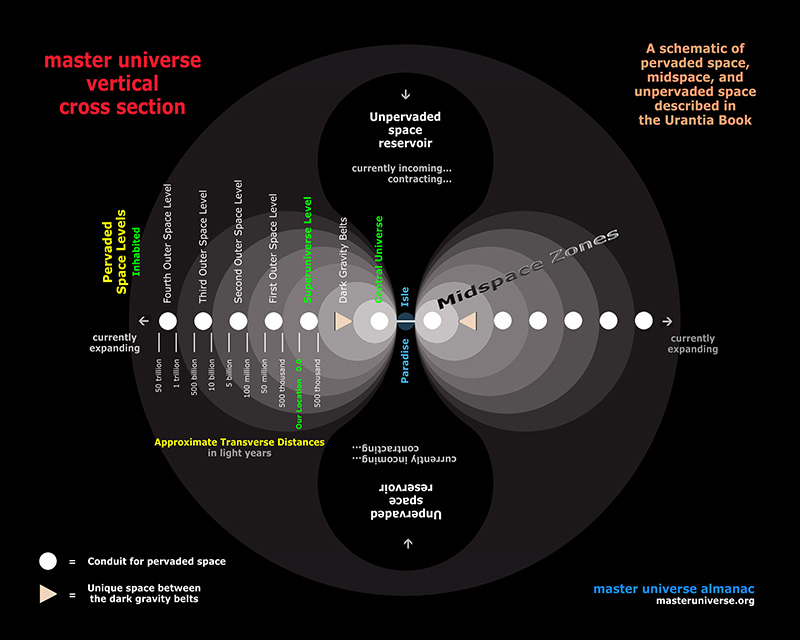 master universe
vertical
cross section
A schematic of
pervaded space,
midspace, and
unpervaded space
described in
the Urantia Book
Unpervaded
space
reservoir
currently incoming...
contracting...
Pervaded
Space Levels
Inhabited
Fourth Outer Space Level
Third Outer Space Level
Second Outer Space Level
First Outer Space Level
Superuniverse Level
Dark Gravity Belts
Central Universe
Isle
Paradise
Midspace Zones
currently
expanding
currently
expanding
50 trillion
1 trillion
500 billion
10 billion
5 billion
100 million
50 million
500 thousand
Our Location 0,0
500 thousand
Approximate Transverse Distances
in light years
currently incoming...
contracting...
Unpervaded
space
reservoir
= Conduit for pervaded space
= Unique space between
the dark gravity belts
master universe almanac
masteruniverse.org